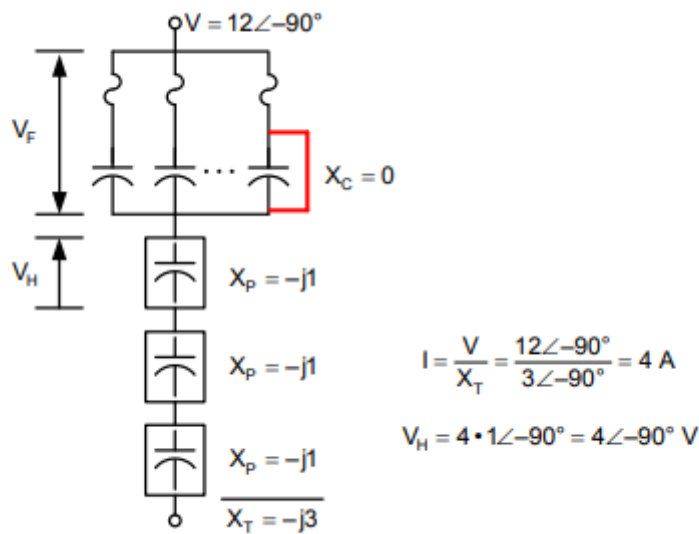 V = 12∠–90°
V_F
X_C = 0
V_H
X_P = –j1
X_P = –j1
X_P = –j1
X_T = –j3
I = V/X_T = 12∠–90°/3∠–90° = 4 A
V_H = 4 • 1∠–90° = 4∠–90° V